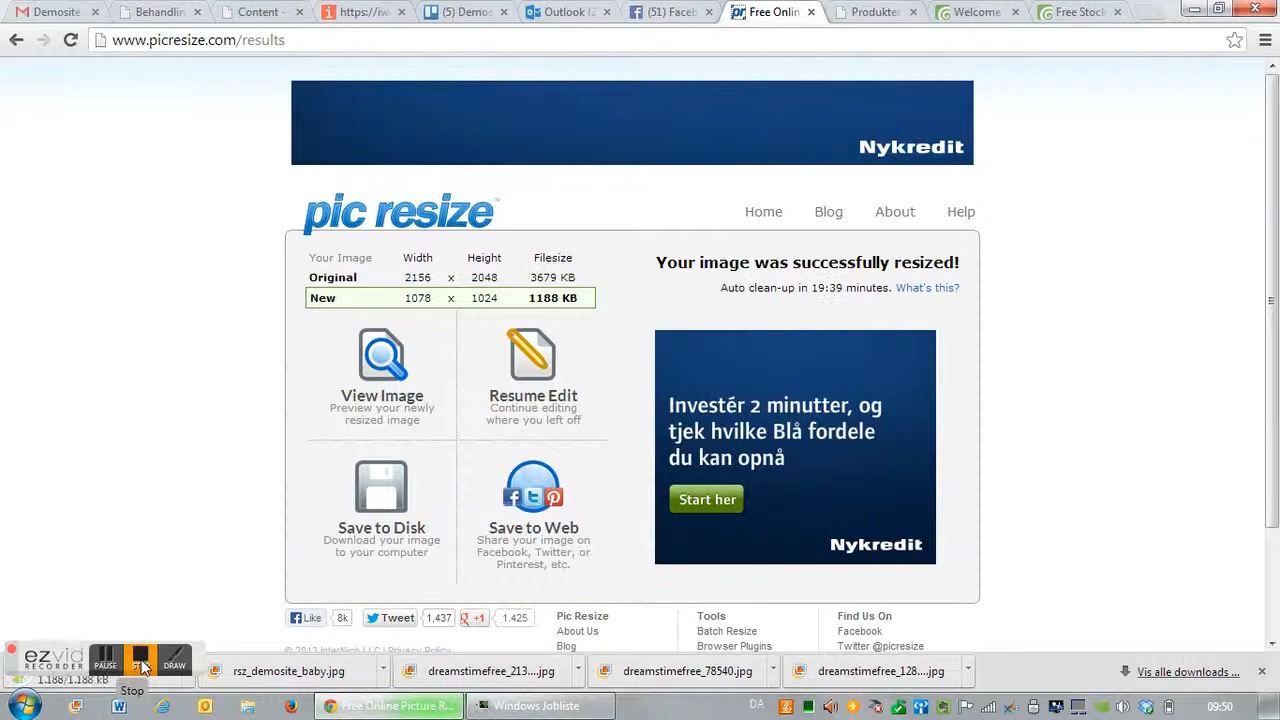 Demosite
Behandlin
Content -
https://iw
(5) Demos
Outlook (Z
(51) Faceb
Free Onlin
Produkter
Welcome
Free Stock
www.picresize.com/results
Nykredit
pic resize
Home Blog About Help
Your Image Width Height Filesize
Original 2156 x 2048 3679 KB
New 1078 x 1024 1188 KB
Your image was successfully resized!
Auto clean-up in 19:39 minutes. What's this?
View Image
Preview your newly
resized image
Resume Edit
Continue editing
where you left off
Save to Disk
Download your image
to your computer
Save to Web
Share your image on
Facebook, Twitter, or
Pinterest, etc.
Investér 2 minutter, og
tjek hvilke Blå fordele
du kan opnå
Start her
Nykredit
Like 8k Tweet 1,437 +1 1.425
Pic Resize
About Us
Blog
Tools
Batch Resize
Browser Plugins
Find Us On
Facebook
Twitter @picresize
© 2013 InterNich LLC | Privacy Policy
ezvid
RECORDER
PAUSE
DRAW
Stop
1.188/1.188 KB
rsz_demosite_baby.jpg
dreamstimefree_213....jpg
dreamstimefree_78540.jpg
dreamstimefree_128....jpg
Vis alle downloads ...
Free Online Picture R...
Windows Jobliste
DA
09:50